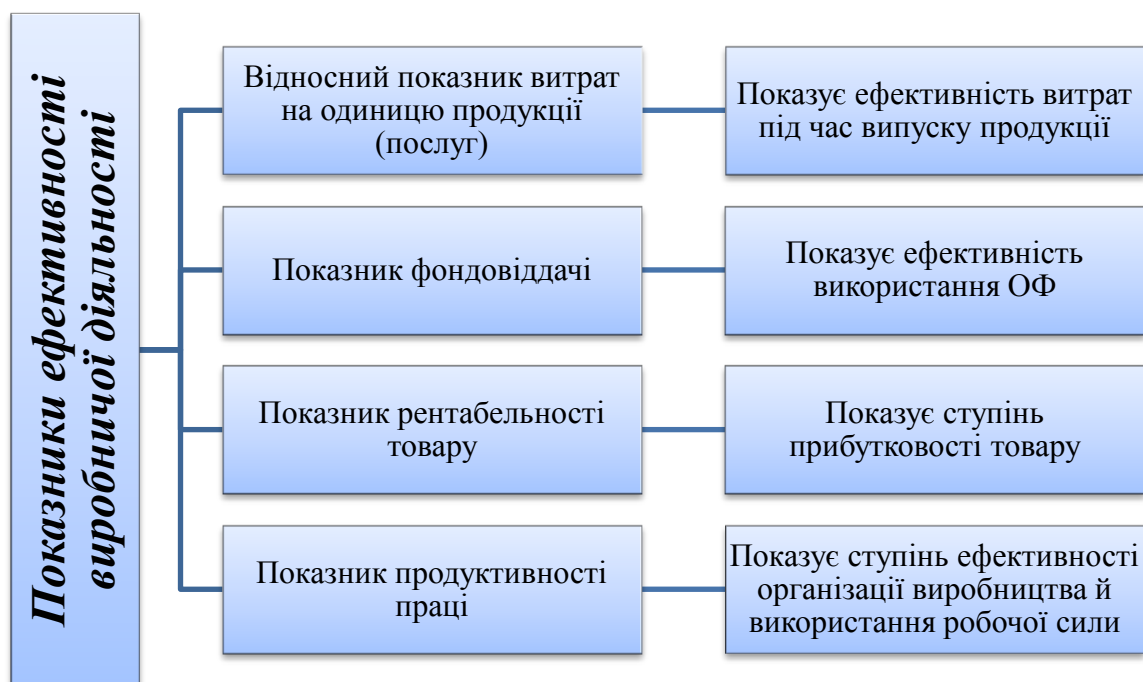 Показники ефективності
виробничої діяльності
Відносний показник витрат
на одиницю продукції
(послуг)
Показує ефективність витрат
під час випуску продукції
Показник фондовіддачі
Показує ефективність
використання ОФ
Показник рентабельності
товару
Показує ступінь
прибутковості товару
Показник продуктивності
праці
Показує ступінь ефективності
організації виробництва й
використання робочої сили